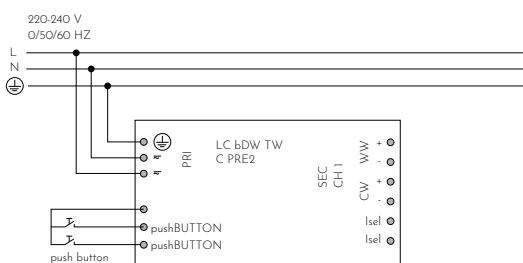 220-240 V
0/50/60 HZ
L
N
PRI
LC bDW TW
C PRE2
SEC
CH 1
WW
+
-
CW
+
-
Isel
Isel
pushBUTTON
pushBUTTON
push button